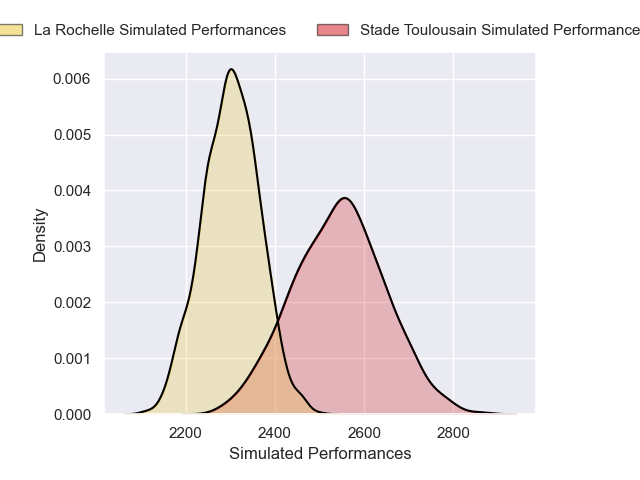 La Rochelle Simulated Performances
Stade Toulousain Simulated Performance
0.006
0.005
0.004
0.003
0.002
0.001
0.000
Density
2200
2400
2600
2800
Simulated Performances